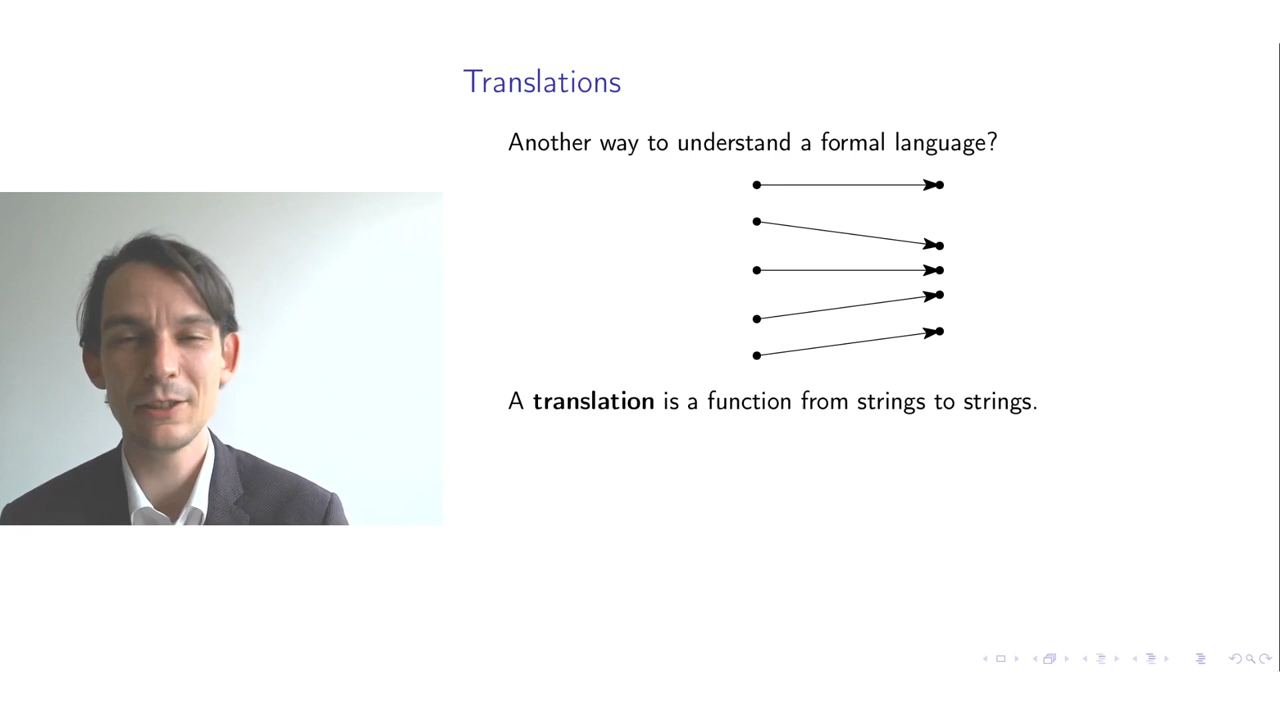 Translations
Another way to understand a formal language?
A translation is a function from strings to strings.